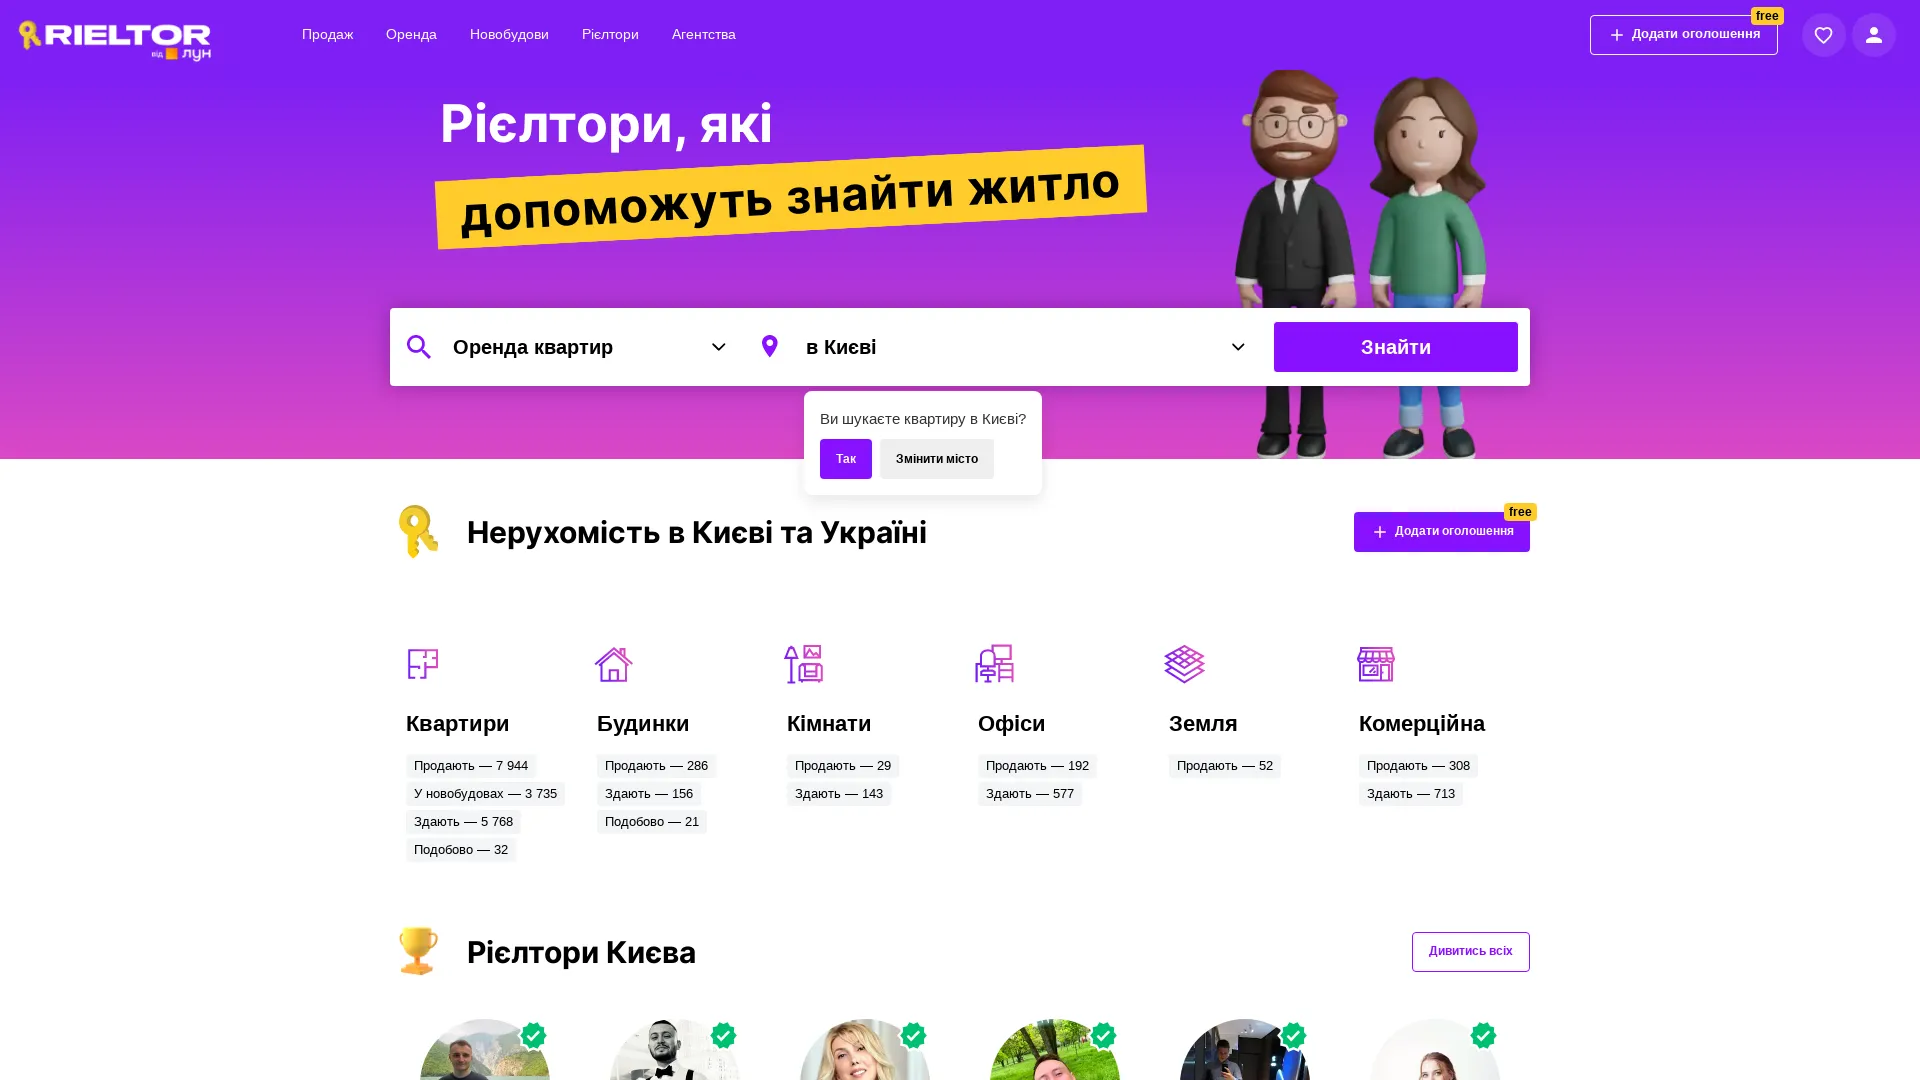 RIELTOR
від лун
Продаж
Оренда
Новобудови
Рієлтори
Агентства
Додати оголошення
free
Рієлтори, які
допоможуть знайти житло
Оренда квартир
в Києві
Знайти
Ви шукаєте квартиру в Києві?
Так
Змінити місто
Нерухомість в Києві та Україні
Додати оголошення
free
Квартири
Продають — 7 944
У новобудовах — 3 735
Здають — 5 768
Подобово — 32
Будинки
Продають — 286
Здають — 156
Подобово — 21
Кімнати
Продають — 29
Здають — 143
Офіси
Продають — 192
Здають — 577
Земля
Продають — 52
Комерційна
Продають — 308
Здають — 713
Рієлтори Києва
Дивитись всіх